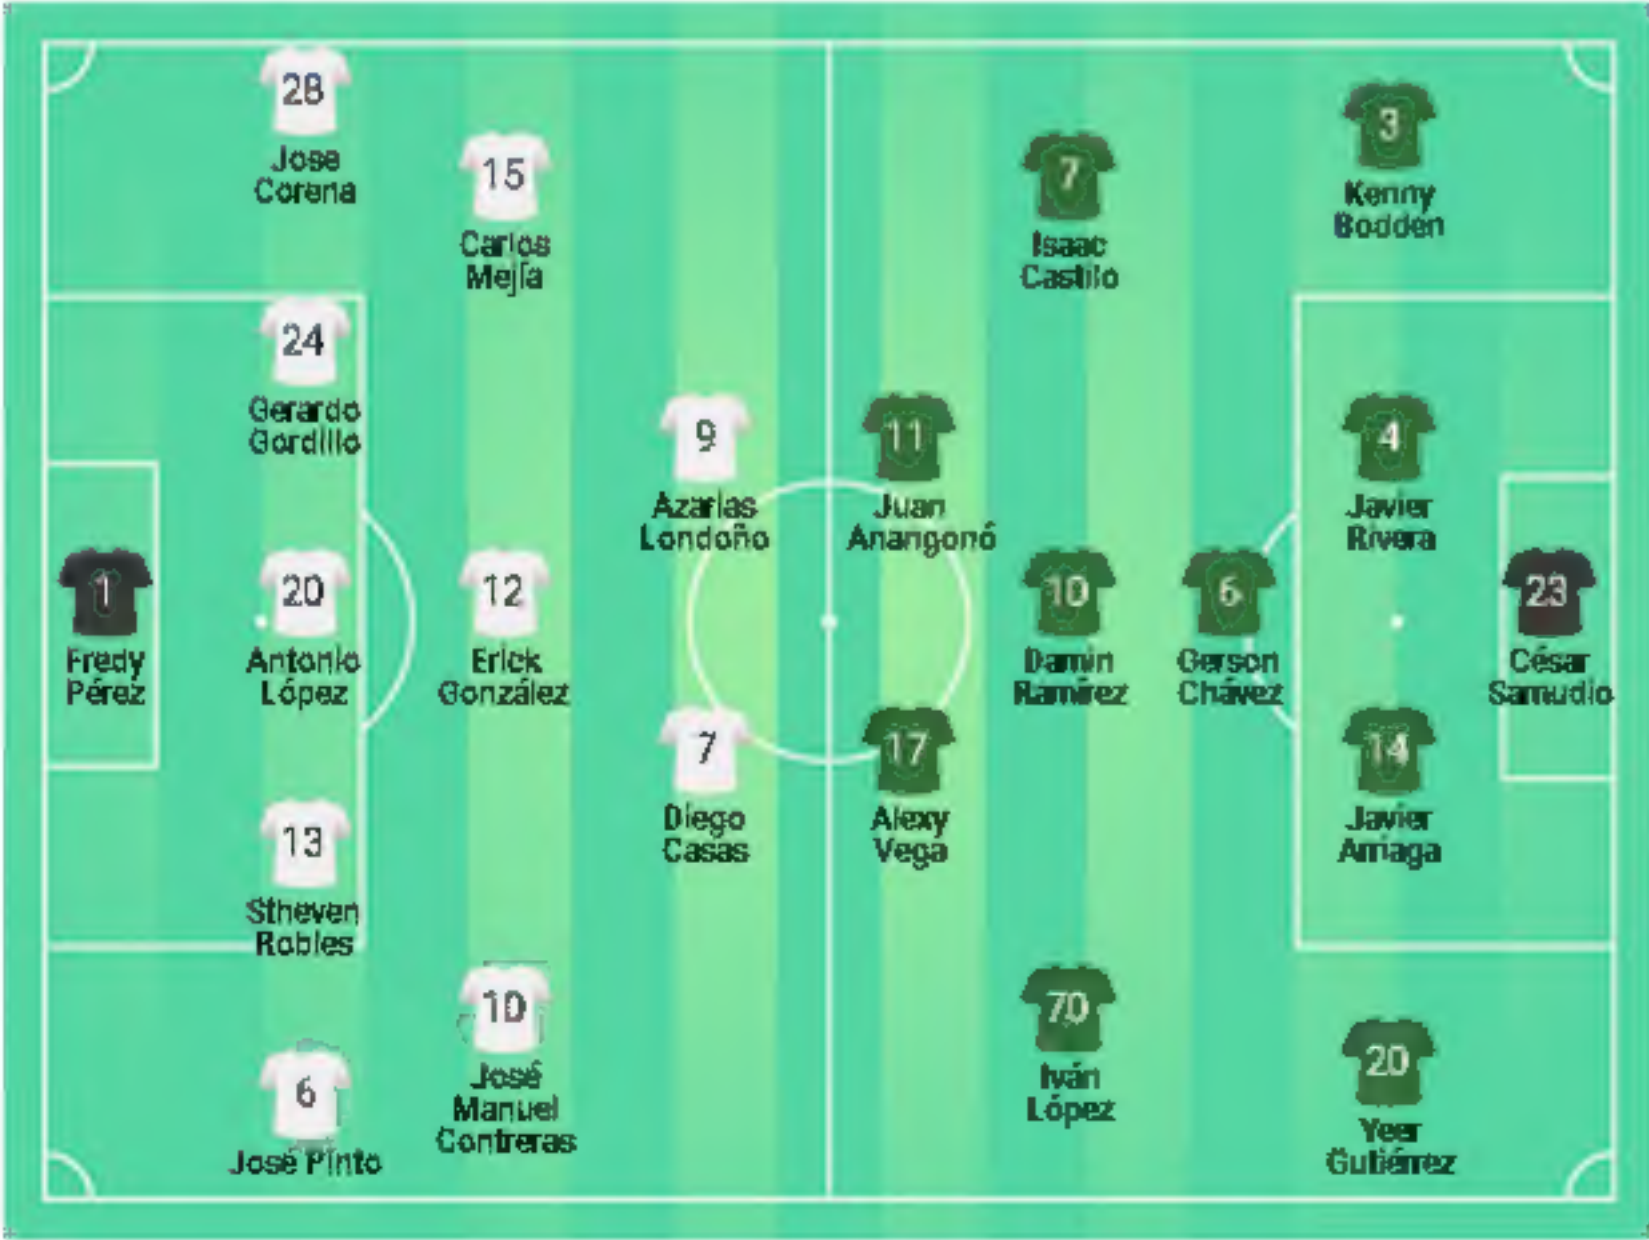 28
Jose
Corena
15
Carlos
Mejía
7
Isaac
Castillo
3
Kenny
Bodden
24
Gerardo
Gordillo
9
Azarias
Londoño
11
Juan
Anangonó
4
Javier
Rivera
1
Fredy
Pérez
20
Antonio
López
12
Erick
González
10
Damin
Ramírez
6
Gerson
Chávez
23
César
Samudio
7
Diego
Casas
17
Alexy
Vega
14
Javier
Arriaga
13
Stheven
Robles
10
José
Manuel
Contreras
70
Iván
López
6
José Pinto
20
Yeer
Gutiérrez